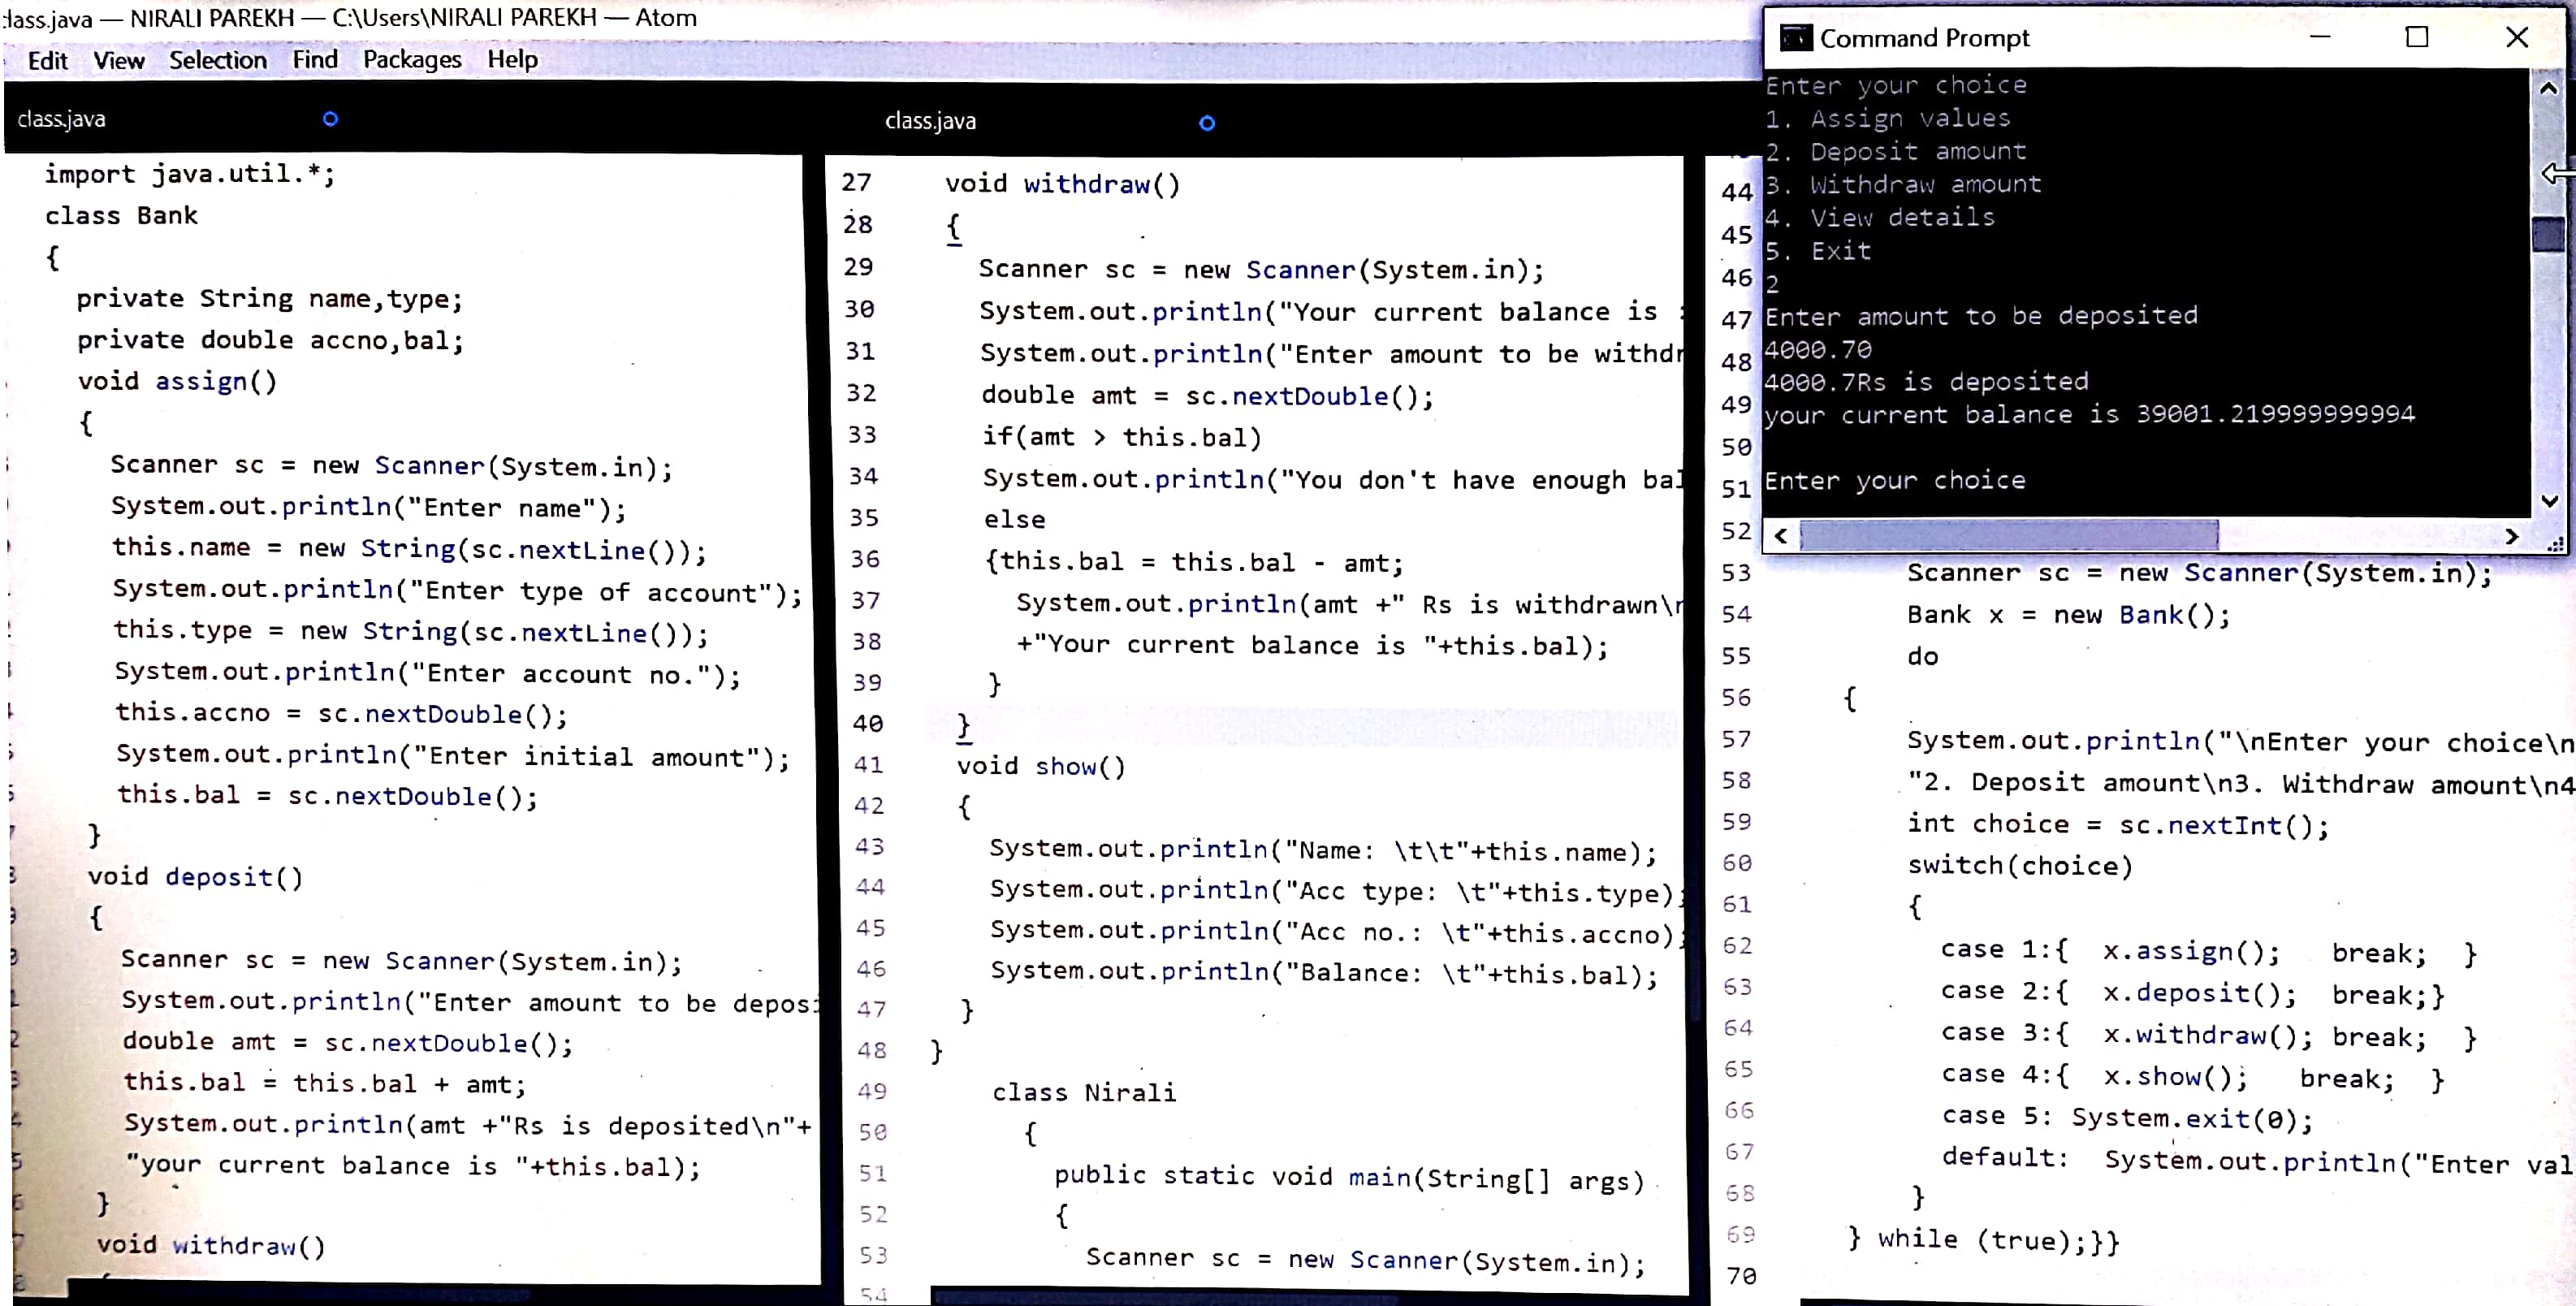 class.java — NIRALI PAREKH — C:\Users\NIRALI PAREKH — Atom
Edit View Selection Find Packages Help
class.java
import java.util.*;
class Bank
{
private String name,type;
private double accno,bal;
void assign()
{
Scanner sc = new Scanner(System.in);
System.out.println("Enter name");
this.name = new String(sc.nextLine());
System.out.println("Enter type of account");
this.type = new String(sc.nextLine());
System.out.println("Enter account no.");
this.accno = sc.nextDouble();
System.out.println("Enter initial amount");
this.bal = sc.nextDouble();
}
void deposit()
{
Scanner sc = new Scanner(System.in);
System.out.println("Enter amount to be
double amt = sc.nextDouble();
this.bal = this.bal + amt;
System.out.println(amt +"Rs is deposited\n"+
"your current balance is "+this.bal);
}
void withdraw()
class.java
27 void withdraw()
28 {
29 Scanner sc = new Scanner(System.in);
30 System.out.println("Your current balance is :
31 System.out.println("Enter amount to be
32 double amt = sc.nextDouble();
33 if(amt > this.bal)
34 System.out.println("You don't have enough
35 else
36 {this.bal = this.bal - amt;
37 System.out.println(amt +" Rs is withdrawn\
38 +"Your current balance is "+this.bal);
39 }
40 }
41 void show()
42 {
43 System.out.println("Name: \t\t"+this.name);
44 System.out.println("Acc type: \t"+this.type);
45 System.out.println("Acc no.: \t"+this.accno);
46 System.out.println("Balance: \t"+this.bal);
47 }
48 }
49 class Nirali
50 {
51 public static void main(String[] args)
52 {
53 Scanner sc = new Scanner(System.in);
54
Command Prompt
Enter your choice
1. Assign values
2. Deposit amount
3. Withdraw amount
4. View details
5. Exit
2
Enter amount to be deposited
4000.70
4000.7Rs is deposited
your current balance is 39001.219999999994
Enter your choice
44
45
46
47
48
49
50
51
52
53 Scanner sc = new Scanner(System.in);
54 Bank x = new Bank();
55 do
56 {
57 System.out.println("\nEnter your choice\n
58 "2. Deposit amount\n3. Withdraw amount\n4
59 int choice = sc.nextInt();
60 switch(choice)
61 {
62 case 1:{ x.assign(); break; }
63 case 2:{ x.deposit(); break;}
64 case 3:{ x.withdraw(); break; }
65 case 4:{ x.show(); break; }
66 case 5: System.exit(0);
67 default: System.out.println("Enter
68 }
69 } while (true);}}
70